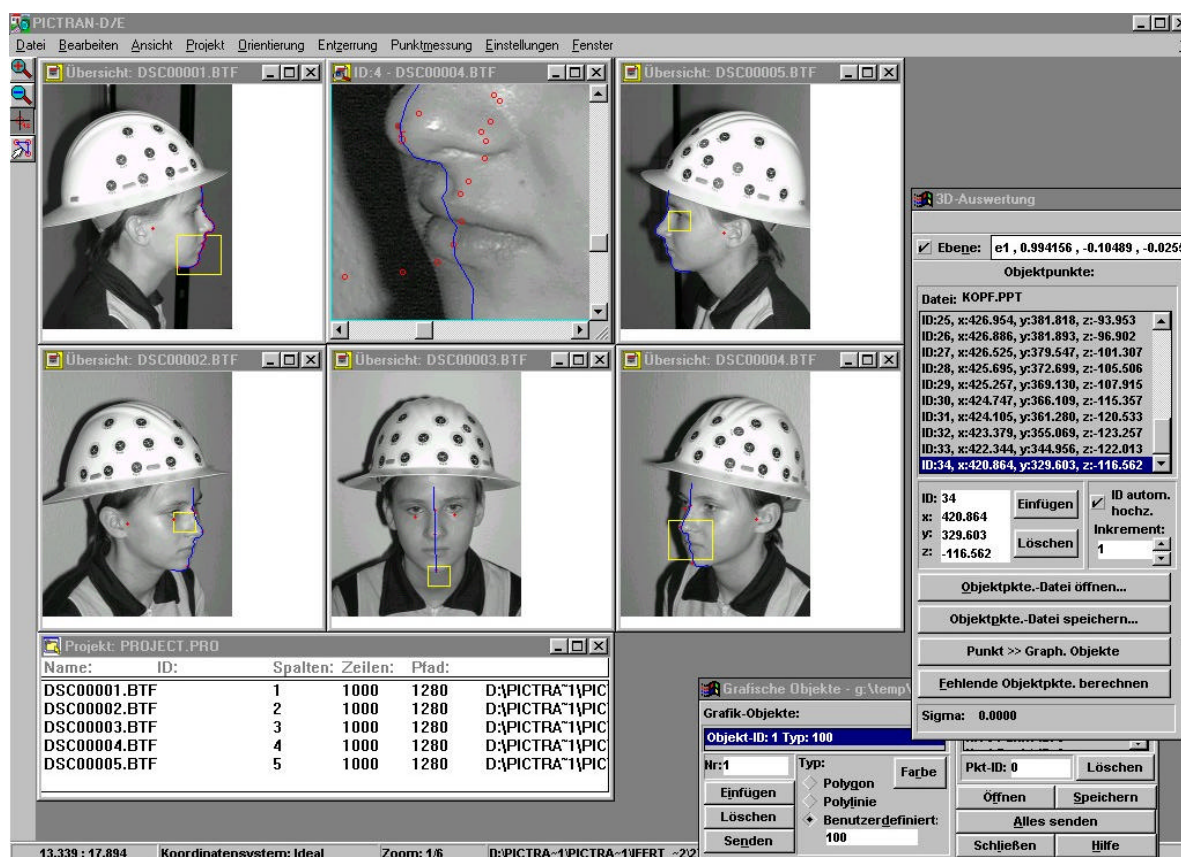 PICTRAN-D/E
Datei Bearbeiten Ansicht Projekt Orientierung Entzerrung Punktmessung Einstellungen Fenster
Übersicht: DSC00001.BTF
ID:4 - DSC00004.BTF
Übersicht: DSC00005.BTF
Übersicht: DSC00002.BTF
Übersicht: DSC00003.BTF
Übersicht: DSC00004.BTF
Projekt: PROJECT.PRO
Name: ID: Spalten: Zeilen: Pfad:
DSC00001.BTF 1 1000 1280 D:\PICTRA~1\PIC
DSC00002.BTF 2 1000 1280 D:\PICTRA~1\PIC
DSC00003.BTF 3 1000 1280 D:\PICTRA~1\PIC
DSC00004.BTF 4 1000 1280 D:\PICTRA~1\PIC
DSC00005.BTF 5 1000 1280 D:\PICTRA~1\PIC
3D-Auswertung
Ebene: e1 , 0.994156 , -0.10489 , -0.0255
Objektpunkte:
Datei: KOPF.PPT
ID:25, x:426.954, y:381.818, z:-93.953
ID:26, x:426.886, y:381.893, z:-96.902
ID:27, x:426.525, y:379.547, z:-101.307
ID:28, x:425.695, y:372.699, z:-105.506
ID:29, x:425.257, y:369.130, z:-107.915
ID:30, x:424.747, y:366.109, z:-115.357
ID:31, x:424.105, y:361.280, z:-120.533
ID:32, x:423.379, y:355.069, z:-123.257
ID:33, x:422.344, y:344.956, z:-122.013
ID:34, x:420.864, y:329.603, z:-116.562
ID: 34
x: 420.864
y: 329.603
z: -116.562
Einfügen
Löschen
ID autom. hochz.
Inkrement:
1
Objektpkte.-Datei öffnen...
Objektpkte.-Datei speichern...
Punkt >> Graph. Objekte
Fehlende Objektpkte. berechnen
Sigma: 0.0000
Grafische Objekte - g:\temp\
Grafik-Objekte:
Objekt-ID: 1 Typ: 100
Nr:1
Einfügen
Löschen
Senden
Typ:
Polygon
Polylinie
Benutzerdefiniert:
100
Farbe
Pkt-ID: 0
Löschen
Öffnen
Speichern
Alles senden
Schließen
Hilfe
13.339 : 17.894 Koordinatensystem: Ideal Zoom: 1/6